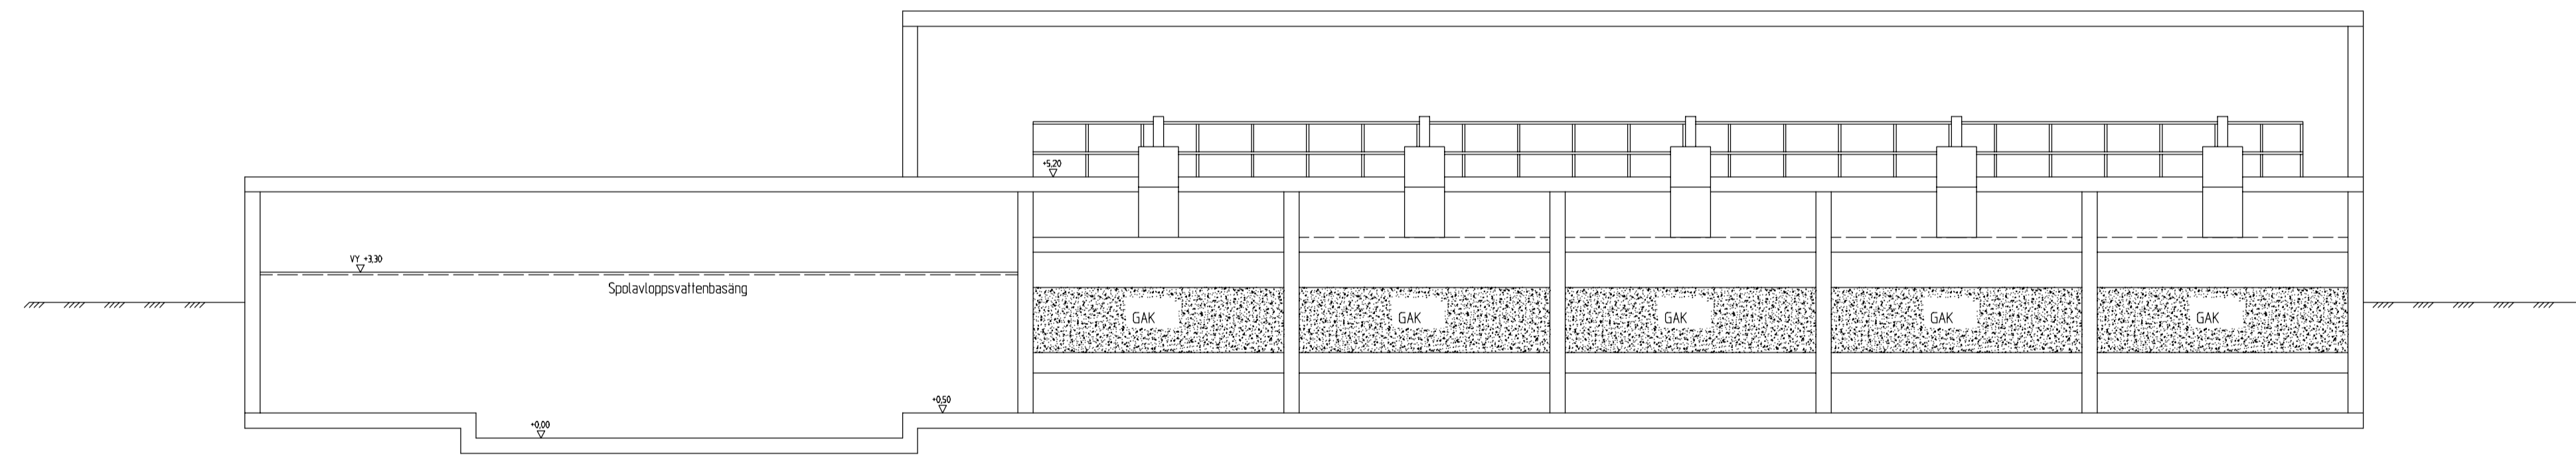 +5,20
VY +3,30
Spolavloppsvattenbasäng
GAK
GAK
GAK
GAK
GAK
+0,50
+0,00